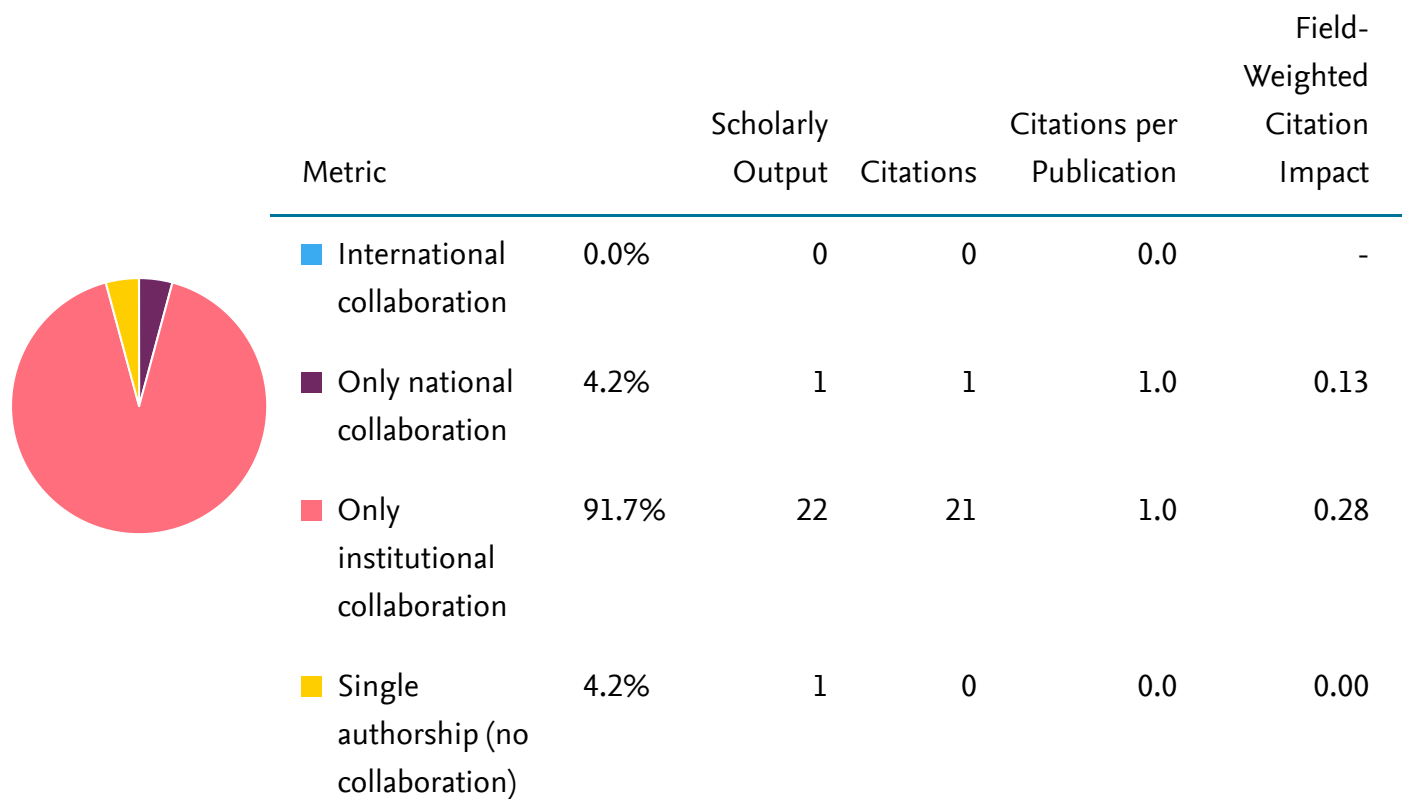 Field-
Weighted
Scholarly Citations per Citation
Metric Output Citations Publication Impact
International 0.0% 0 0 0.0 -
collaboration
Only national 4.2% 1 1 1.0 0.13
collaboration
Only 91.7% 22 21 1.0 0.28
institutional
collaboration
Single 4.2% 1 0 0.0 0.00
authorship (no
collaboration)